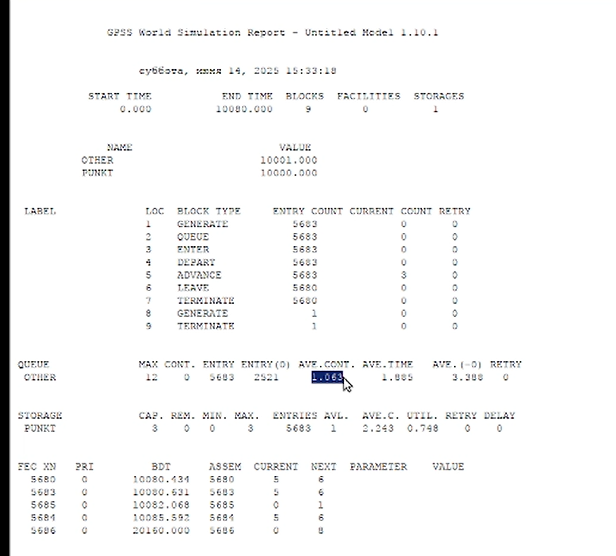 GPSS World Simulation Report - Untitled Model 1.10.1
суббота, июня 14, 2025 15:33:18
START TIME END TIME BLOCKS FACILITIES STORAGES
0.000 10080.000 9 0 1
NAME VALUE
OTHER 10001.000
PUNKT 10000.000
LABEL LOC BLOCK TYPE ENTRY COUNT CURRENT COUNT RETRY
1 GENERATE 5683 0 0
2 QUEUE 5683 0 0
3 ENTER 5683 0 0
4 DEPART 5683 0 0
5 ADVANCE 5683 3 0
6 LEAVE 5680 0 0
7 TERMINATE 5680 0 0
8 GENERATE 1 0 0
9 TERMINATE 1 0 0
QUEUE MAX CONT. ENTRY ENTRY(0) AVE.CONT. AVE.TIME AVE.(-0) RETRY
OTHER 12 0 5683 2521 1.063 1.885 3.388 0
STORAGE CAP. REM. MIN. MAX. ENTRIES AVL. AVE.C. UTIL. RETRY DELAY
PUNKT 3 0 0 3 5683 1 2.243 0.748 0 0
FEC XN PRI BDT ASSEM CURRENT NEXT PARAMETER VALUE
5680 0 10080.434 5680 5 6
5683 0 10080.631 5683 5 6
5685 0 10082.068 5685 0 1
5684 0 10085.592 5684 5 6
5686 0 20160.000 5686 0 8